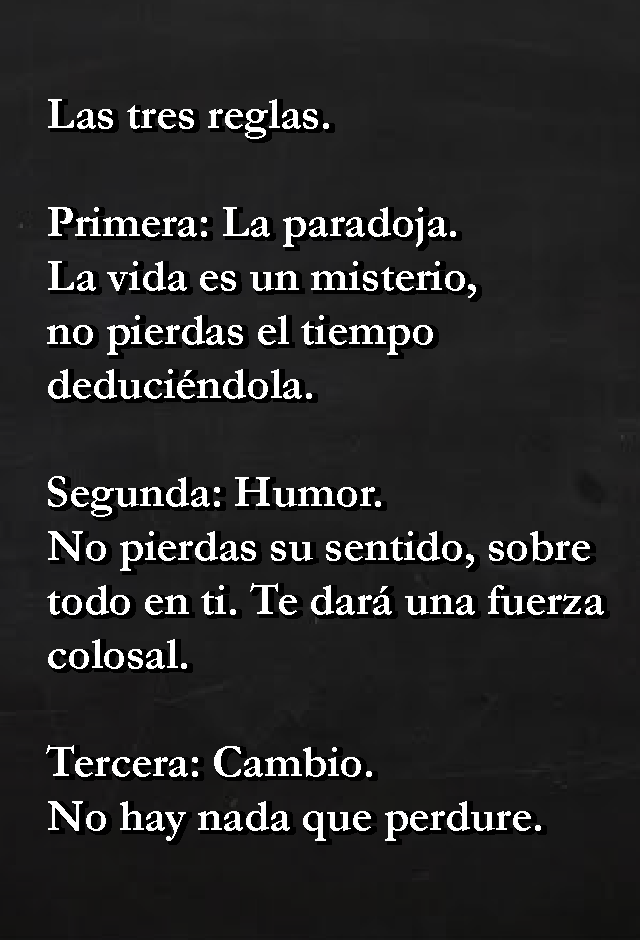 Las tres reglas.
Primera: La paradoja.
La vida es un misterio,
no pierdas el tiempo
deduciéndola.
Segunda: Humor.
No pierdas su sentido, sobre
todo en ti. Te dará una fuerza
colosal.
Tercera: Cambio.
No hay nada que perdure.